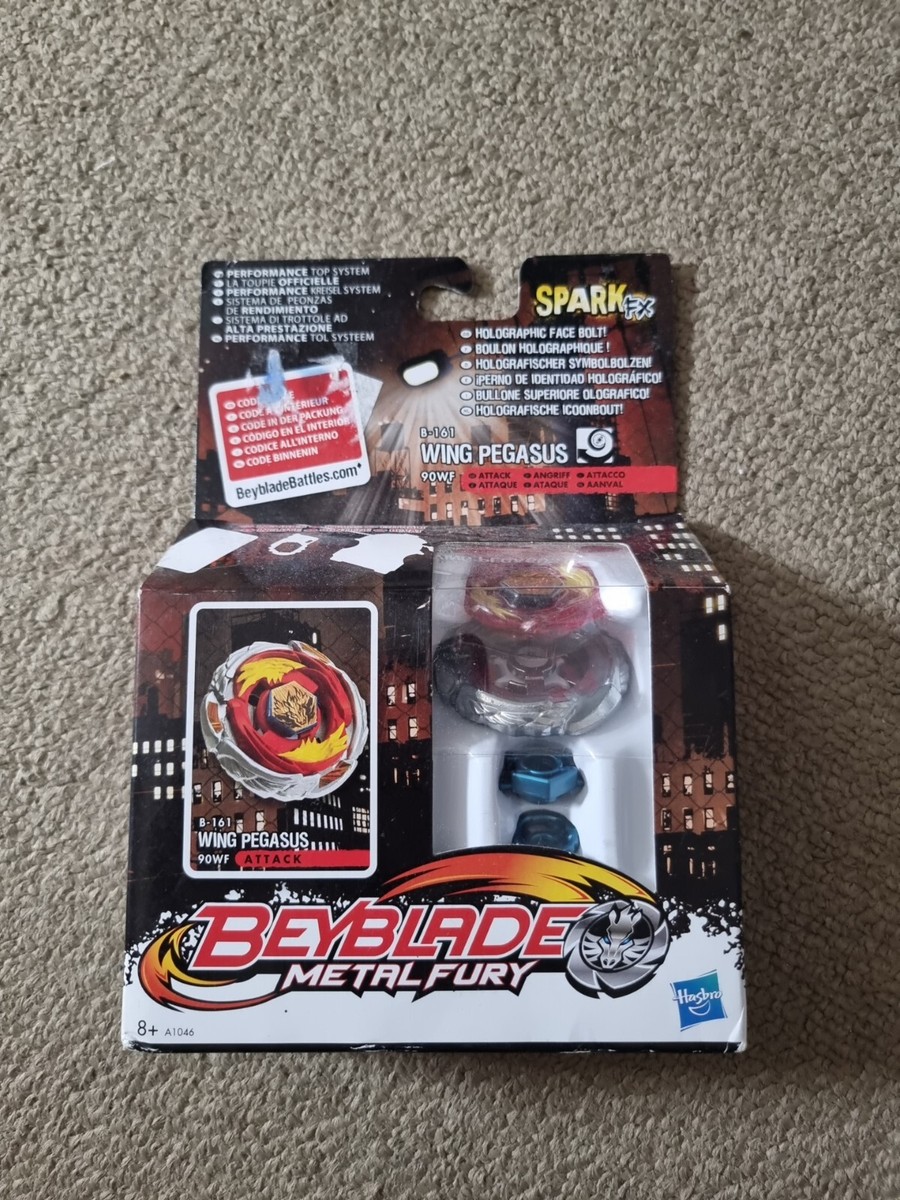 PERFORMANCE TOP SYSTEM
LA TOUPIE OFFICIELLE
PERFORMANCE KREISEL SYSTEM
SISTEMA DE PEONZAS
DE RENDIMIENTO
SISTEMA DI TROTTOLE AD
ALTA PRESTAZIONE
PERFORMANCE TOL SYSTEEM
SPARK FX
HOLOGRAPHIC FACE BOLT!
BOULON HOLOGRAPHIQUE !
HOLOGRAFISCHER SYMBOLBOLZEN!
¡PERNO DE IDENTIDAD HOLOGRÁFICO!
BULLONE SUPERIORE OLOGRAFICO!
HOLOGRAFISCHE ICOONBOUT!
CODE IN DER PACKUNG
CÓDIGO EN EL INTERIOR
CODICE ALL'INTERNO
CODE BINNENIN
BeybladeBattles.com
B-161
WING PEGASUS
90WF
ATTACK ANGRIFF ATTACCO
ATTAQUE ATAQUE AANVAL
B-161
WING PEGASUS
90WF ATTACK
BEYBLADE
METAL FURY
Hasbro
8+ A1046